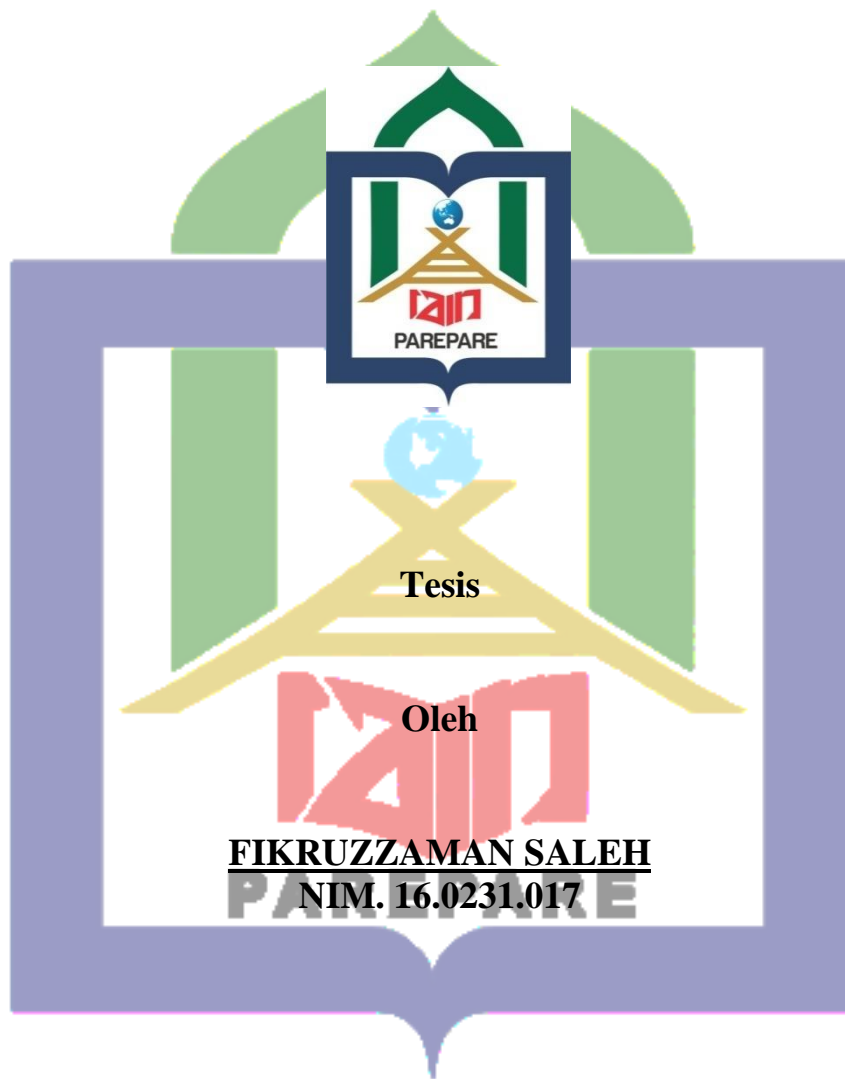 IAIN
PAREPARE
Tesis
Oleh
IAIN
FIKRUZZAMAN SALEH
PAREPARE
NIM. 16.0231.017